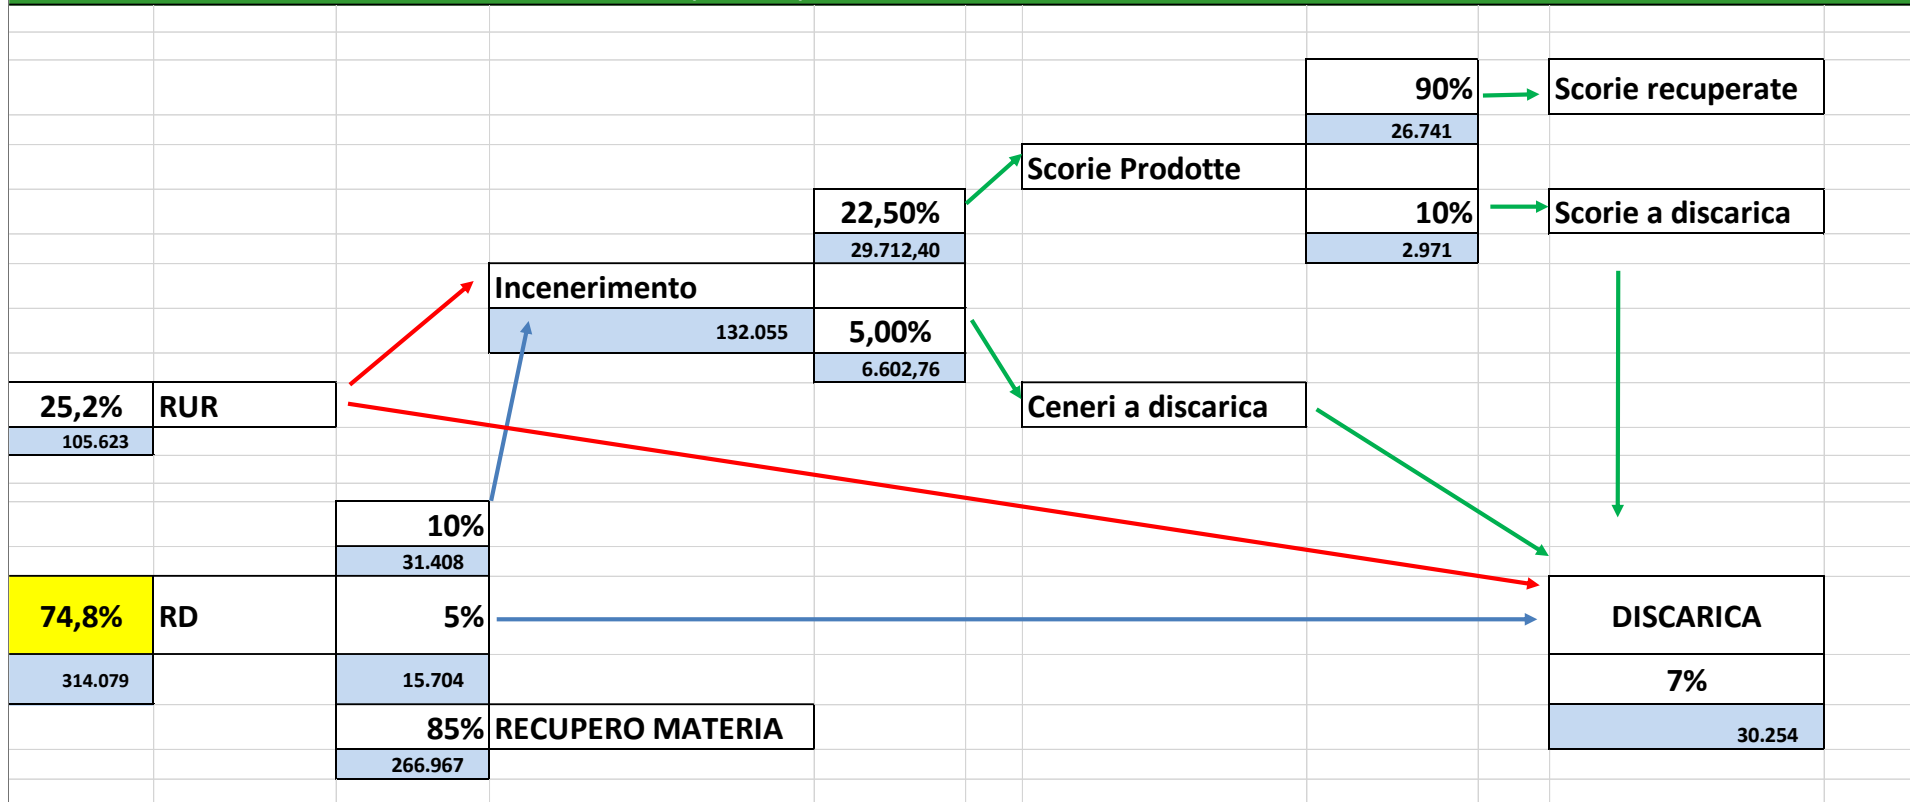 90% Scorie recuperate
26.741
Scorie Prodotte
22,50% 10% Scorie a discarica
29.712,40 2.971
Incenerimento
132.055 5,00%
6.602,76
25,2% RUR Ceneri a discarica
105.623
10%
31.408
74,8% RD 5% DISCARICA
314.079 15.704 7%
85% RECUPERO MATERIA 30.254
266.967